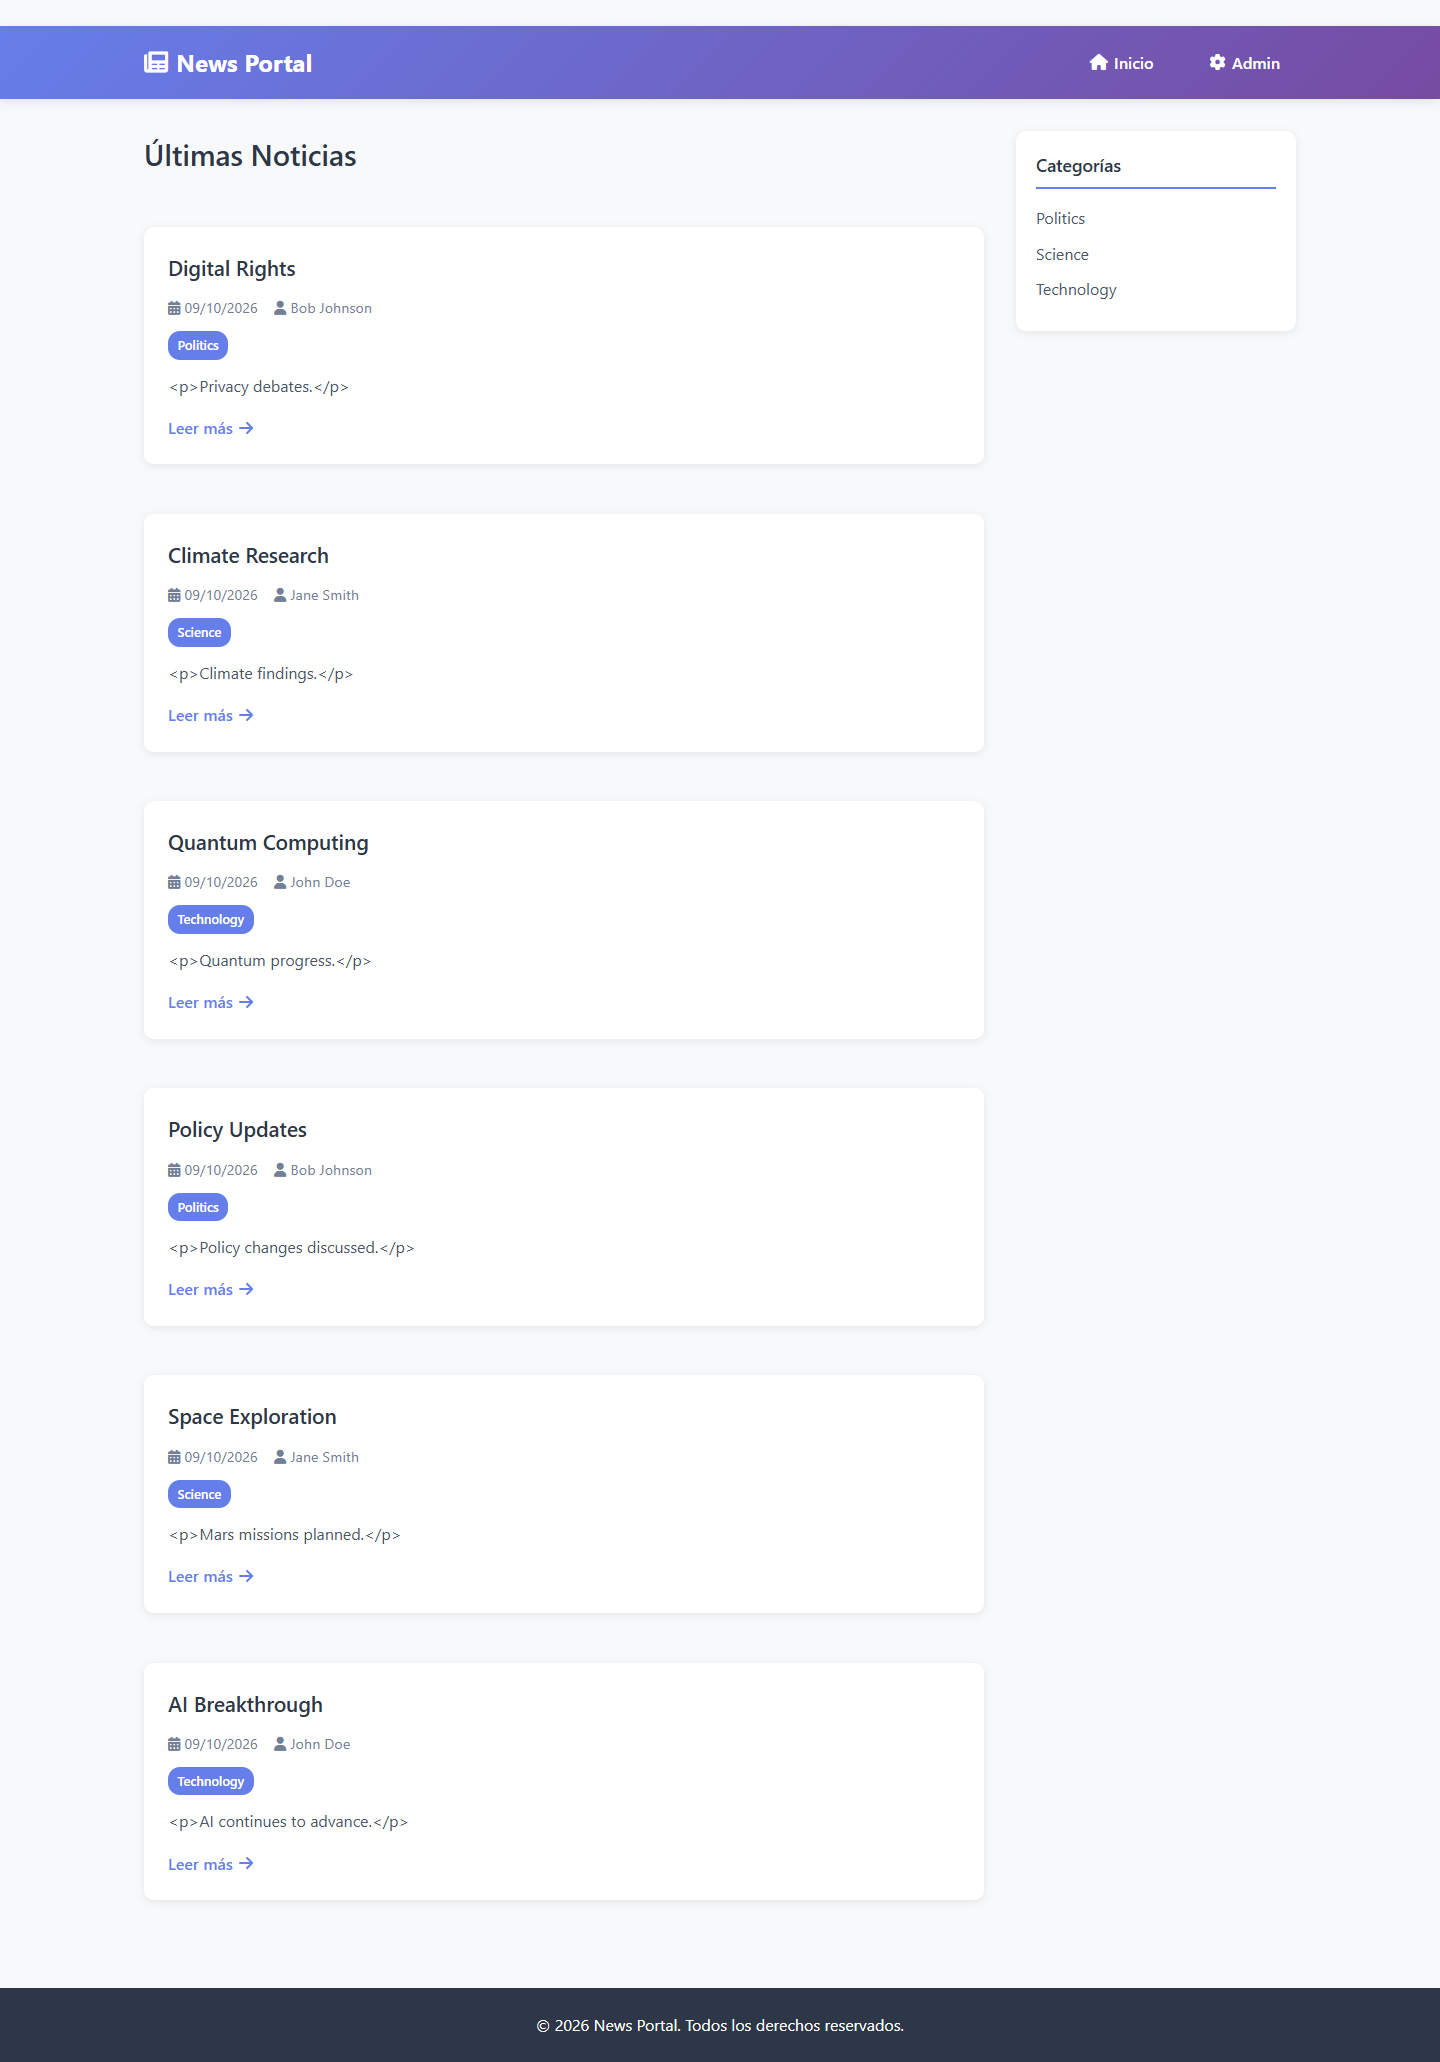 News Portal
Inicio
Admin
Últimas Noticias
Digital Rights
09/10/2026 Bob Johnson
Politics
<p>Privacy debates.</p>
Leer más
Climate Research
09/10/2026 Jane Smith
Science
<p>Climate findings.</p>
Leer más
Quantum Computing
09/10/2026 John Doe
Technology
<p>Quantum progress.</p>
Leer más
Policy Updates
09/10/2026 Bob Johnson
Politics
<p>Policy changes discussed.</p>
Leer más
Space Exploration
09/10/2026 Jane Smith
Science
<p>Mars missions planned.</p>
Leer más
AI Breakthrough
09/10/2026 John Doe
Technology
<p>AI continues to advance.</p>
Leer más
Categorías
Politics
Science
Technology
© 2026 News Portal. Todos los derechos reservados.